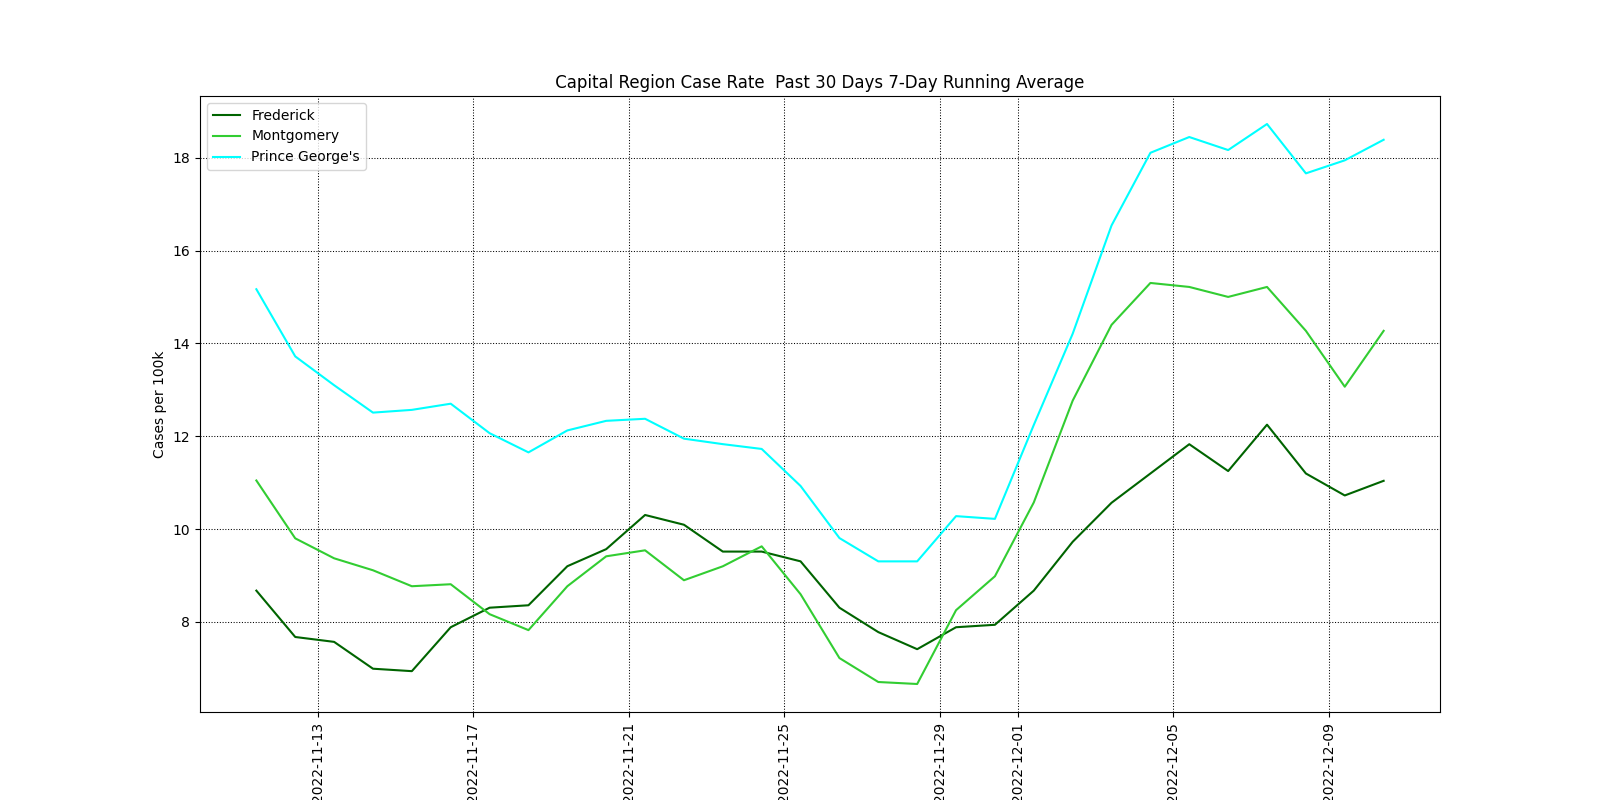 Capital Region Case Rate  Past 30 Days 7-Day Running Average
Frederick
Montgomery
Prince George's
Cases per 100k
18
16
14
12
10
8
2022-11-13
2022-11-17
2022-11-21
2022-11-25
2022-11-29
2022-12-01
2022-12-05
2022-12-09